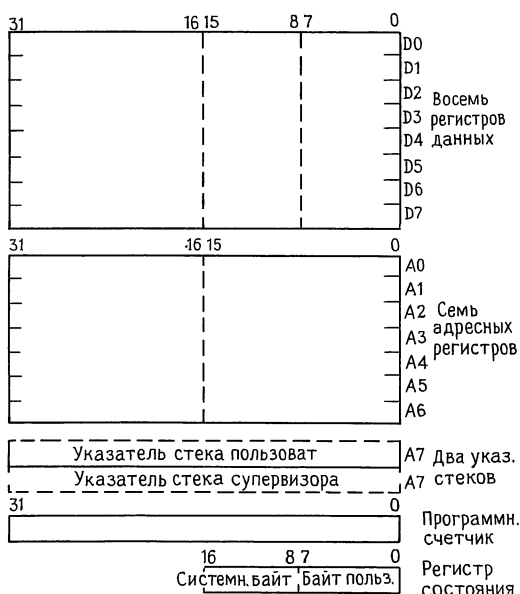 31 16 15 8 7 0
D0
D1
D2
D3
D4
D5
D6
D7
Восемь
регистров
данных
31 16 15 0
A0
A1
A2
A3
A4
A5
A6
Семь
адресных
регистров
Указатель стека пользоват
A7
Указатель стека супервизора
A7
Два указ.
стеков
31 0
Программн.
счетчик
16 8 7 0
Системн.байт
Байт польз.
Регистр
состояния